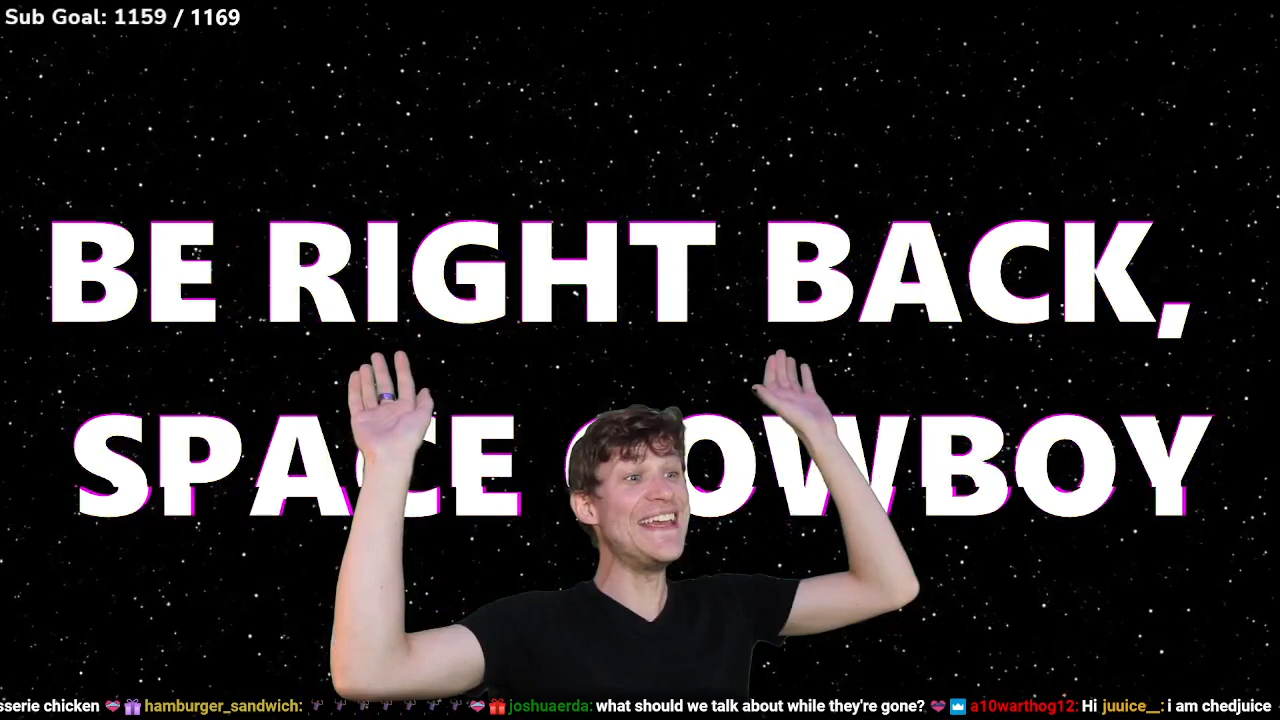 Sub Goal: 1159 / 1169
BE RIGHT BACK,
SPACE COWBOY
sserie chicken hamburger_sandwich: joshuaerda: what should we talk about while they're gone? a10warthog12: Hi juuice__: i am chedjuice